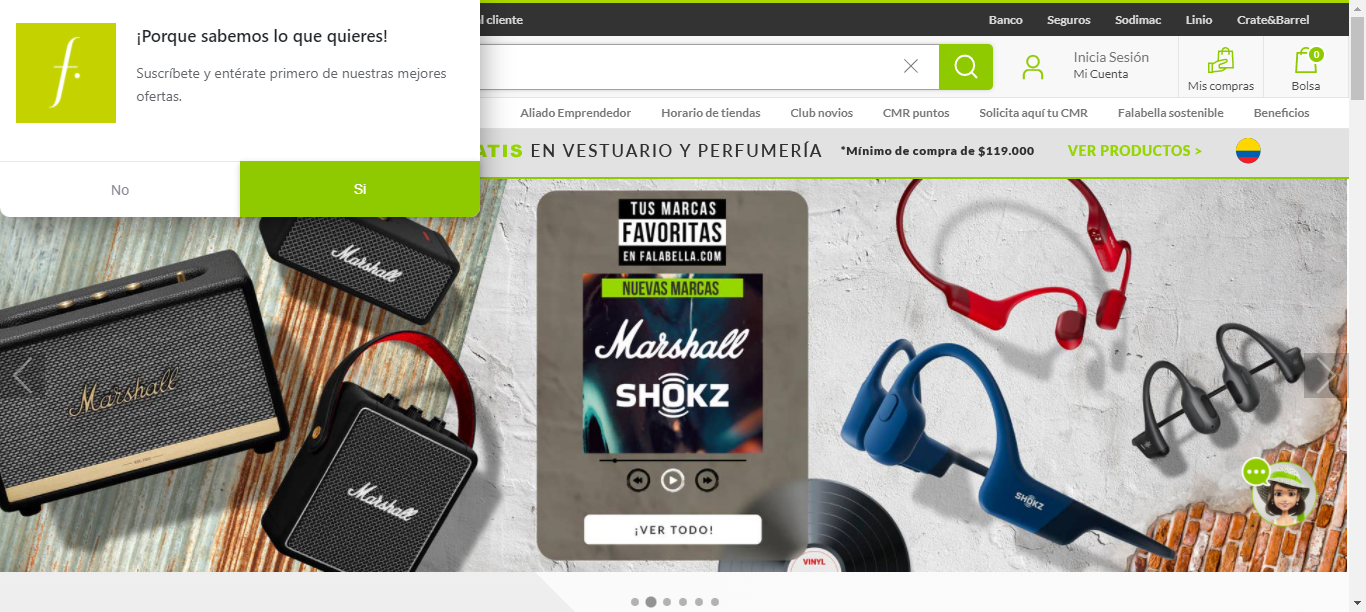 l cliente
Banco
Seguros
Sodimac
Linio
Crate&Barrel
f.
¡Porque sabemos lo que quieres!
Suscríbete y entérate primero de nuestras mejores
ofertas.
No
Si
Inicia Sesión
Mi Cuenta
Mis compras
0
Bolsa
Aliado Emprendedor
Horario de tiendas
Club novios
CMR puntos
Solicita aquí tu CMR
Falabella sostenible
Beneficios
ATIS EN VESTUARIO Y PERFUMERÍA
*Mínimo de compra de $119.000
VER PRODUCTOS >
TUS MARCAS
FAVORITAS
EN FALABELLA.COM
NUEVAS MARCAS
Marshall
SHOKZ
¡VER TODO!
Marshall
Marshall
Marshall
SHOKZ
VINYL